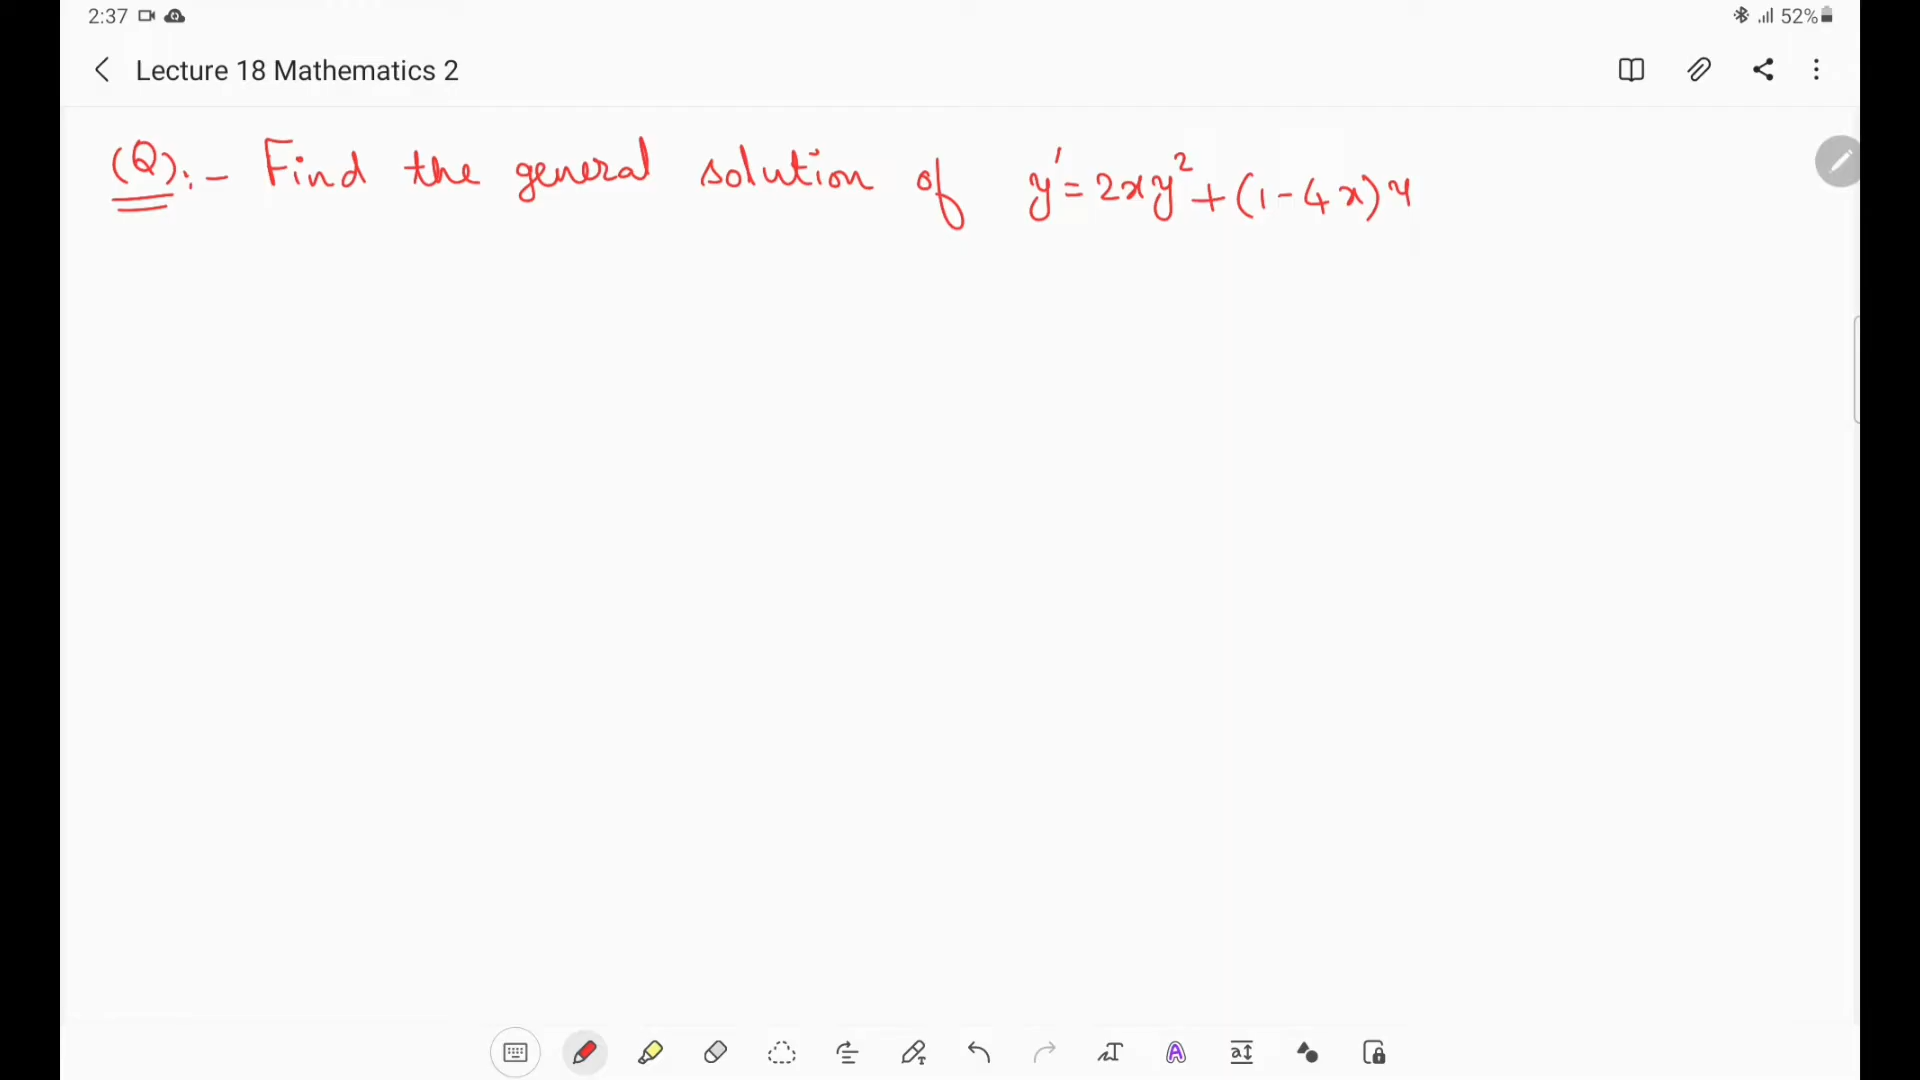 2:37 52%
Lecture 18 Mathematics 2
(Q):- Find the general solution of y' = 2xy² + (1-4x)y